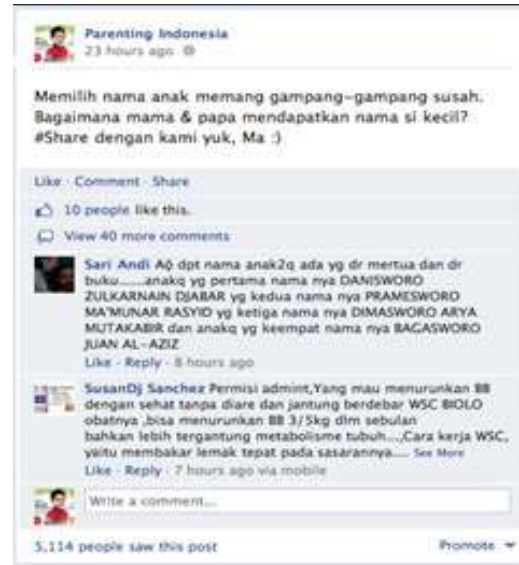 Parenting Indonesia
23 hours ago
Memilih nama anak memang gampang-gampang susah.
Bagaimana mama & papa mendapatkan nama si kecil?
#Share dengan kami yuk, Ma :)
Like · Comment · Share
10 people like this.
View 40 more comments
Sari Andi Aq dpt nama anak2q ada yg dr mertua dan dr
buku......anakq yg pertama nama nya DANISWORO
ZULKARNAIN DJABAR yg kedua nama nya PRAMESWORO
MA'MUNAR RASYID yg ketiga nama nya DIMASWORO ARYA
MUTAKABIR dan anakq yg keempat nama nya BAGASWORO
JUAN AL-AZIZ
Like · Reply · 8 hours ago
SusanDj Sanchez Permisi admint,Yang mau menurunkan BB
dengan sehat tanpa diare dan jantung berdebar WSC BIOLO
obatnya ,bisa menurunkan BB 3/5kg dlm sebulan
bahkan lebih tergantung metabolisme tubuh...,Cara kerja WSC,
yaitu membakar lemak tepat pada sasarannya.... See More
Like · Reply · 7 hours ago via mobile
Write a comment...
5,114 people saw this post
Promote